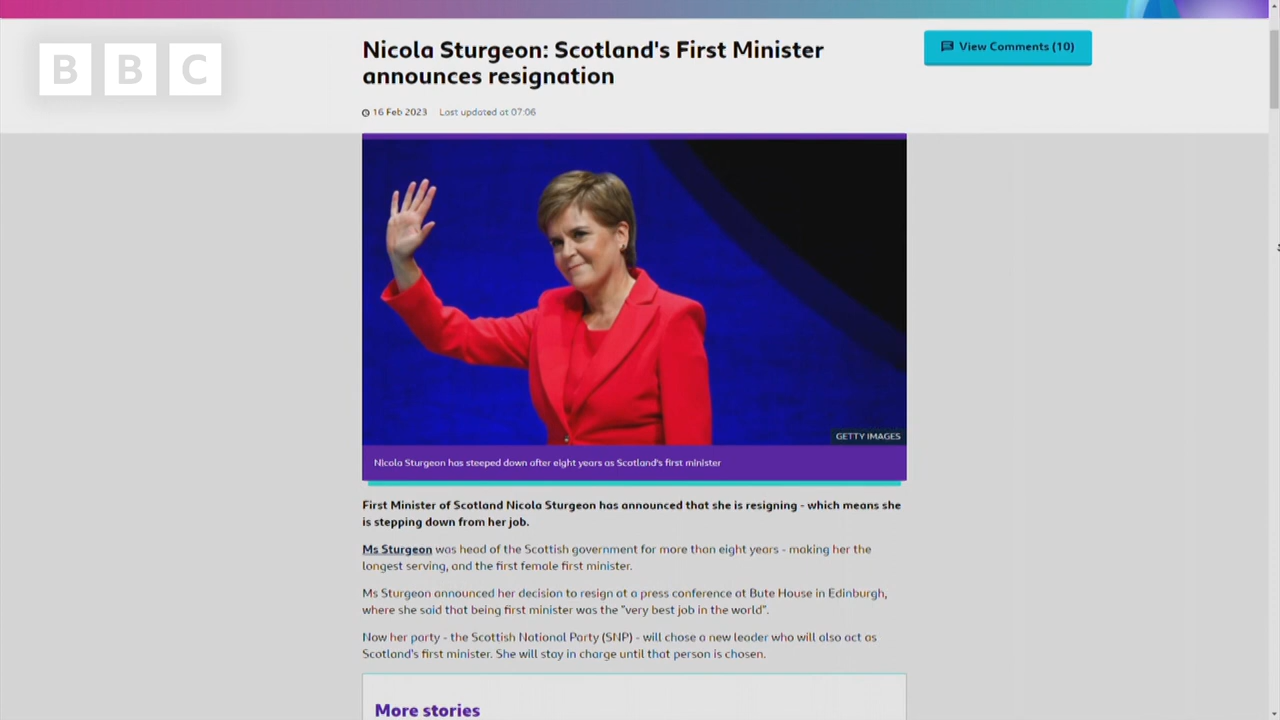 BBC
Nicola Sturgeon: Scotland's First Minister
announces resignation
View Comments (10)
16 Feb 2023 Last updated at 07:06
GETTY IMAGES
Nicola Sturgeon has steeped down after eight years as Scotland's first minister
First Minister of Scotland Nicola Sturgeon has announced that she is resigning - which means she
is stepping down from her job.
Ms Sturgeon was head of the Scottish government for more than eight years - making her the
longest serving, and the first female first minister.
Ms Sturgeon announced her decision to resign at a press conference at Bute House in Edinburgh,
where she said that being first minister was the "very best job in the world".
Now her party - the Scottish National Party (SNP) - will chose a new leader who will also act as
Scotland's first minister. She will stay in charge until that person is chosen.
More stories